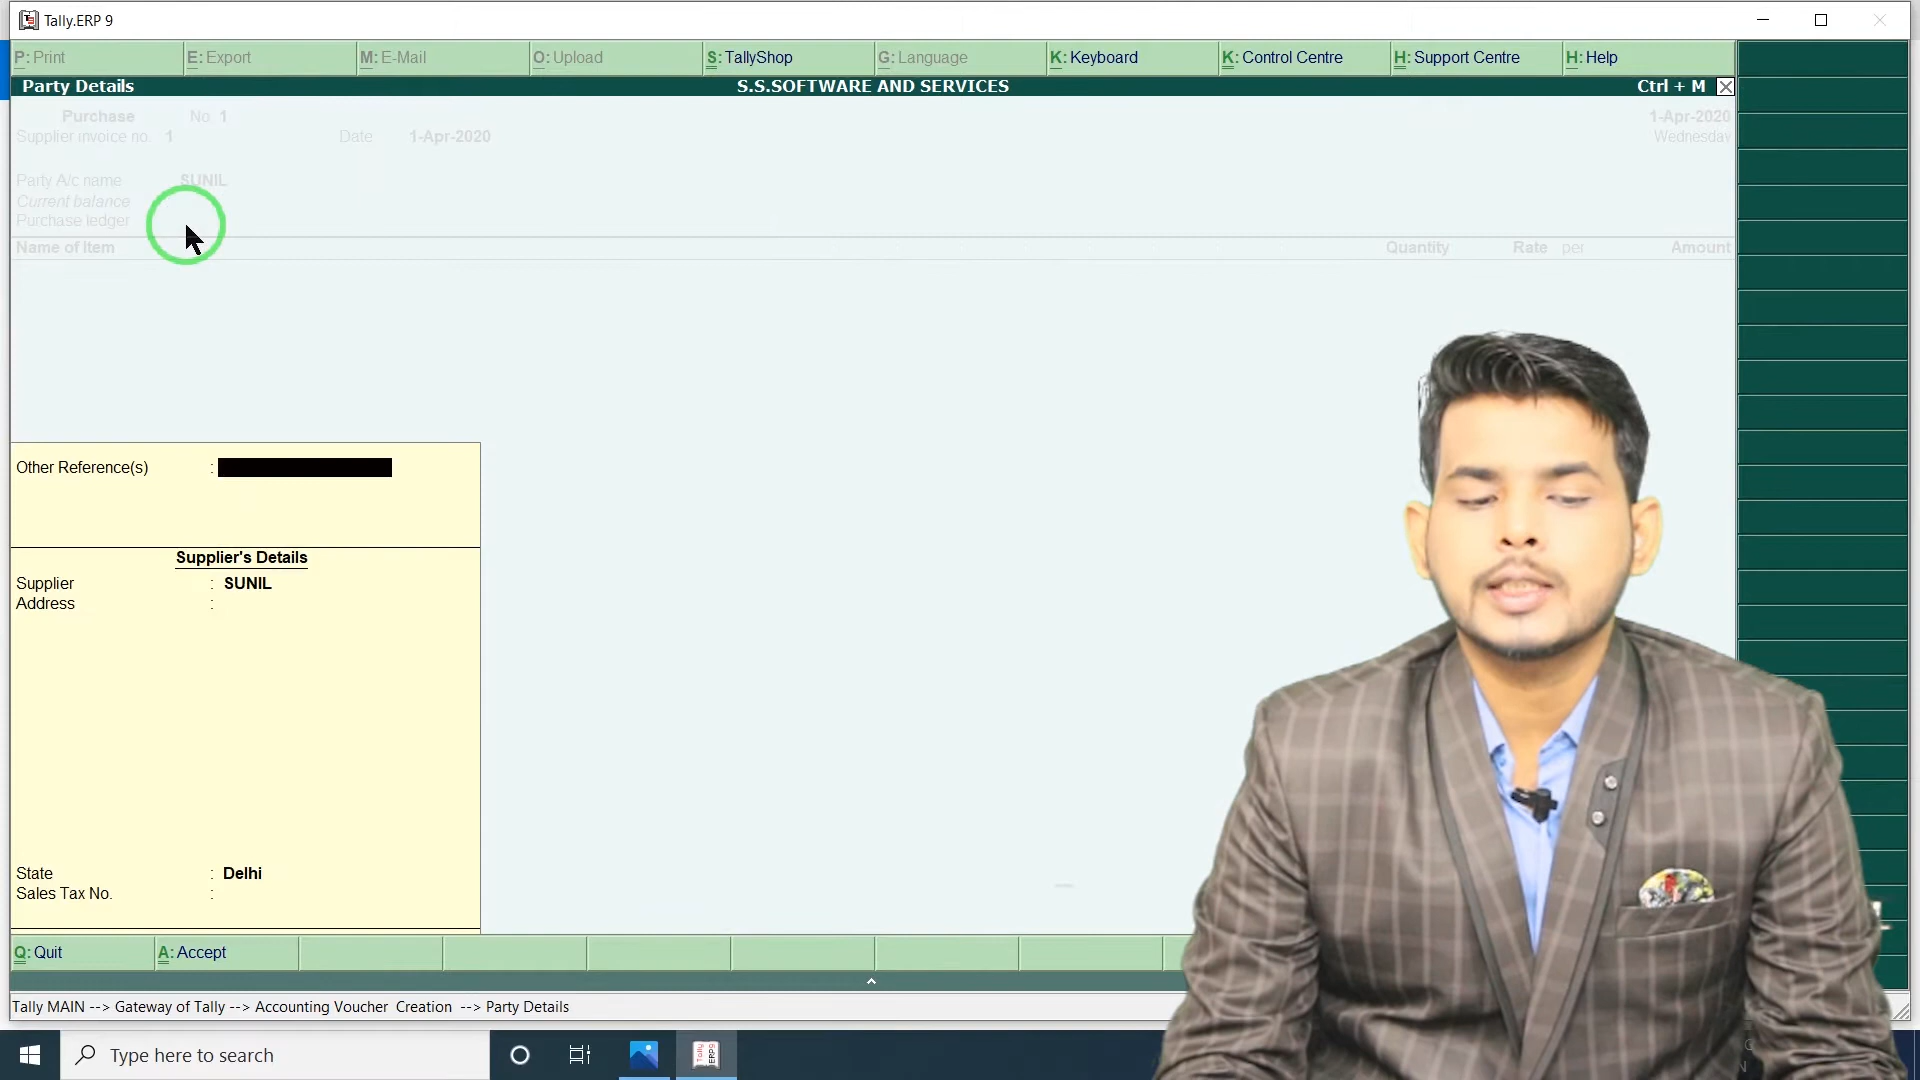 Tally.ERP 9
P: Print E: Export M: E-Mail O: Upload S: TallyShop G: Language K: Keyboard K: Control Centre H: Support Centre H: Help
Party Details S.S.SOFTWARE AND SERVICES Ctrl + M
Purchase No. 1 1-Apr-2020
Supplier invoice no. 1 Date 1-Apr-2020 Wednesday
Party A/c name SUNIL
Current balance
Purchase ledger
Name of Item Quantity Rate per Amount
Other Reference(s) :
Supplier's Details
Supplier : SUNIL
Address :
State : Delhi
Sales Tax No. :
Q: Quit A: Accept
Tally MAIN --> Gateway of Tally --> Accounting Voucher Creation --> Party Details
Type here to search
Tally ERP9